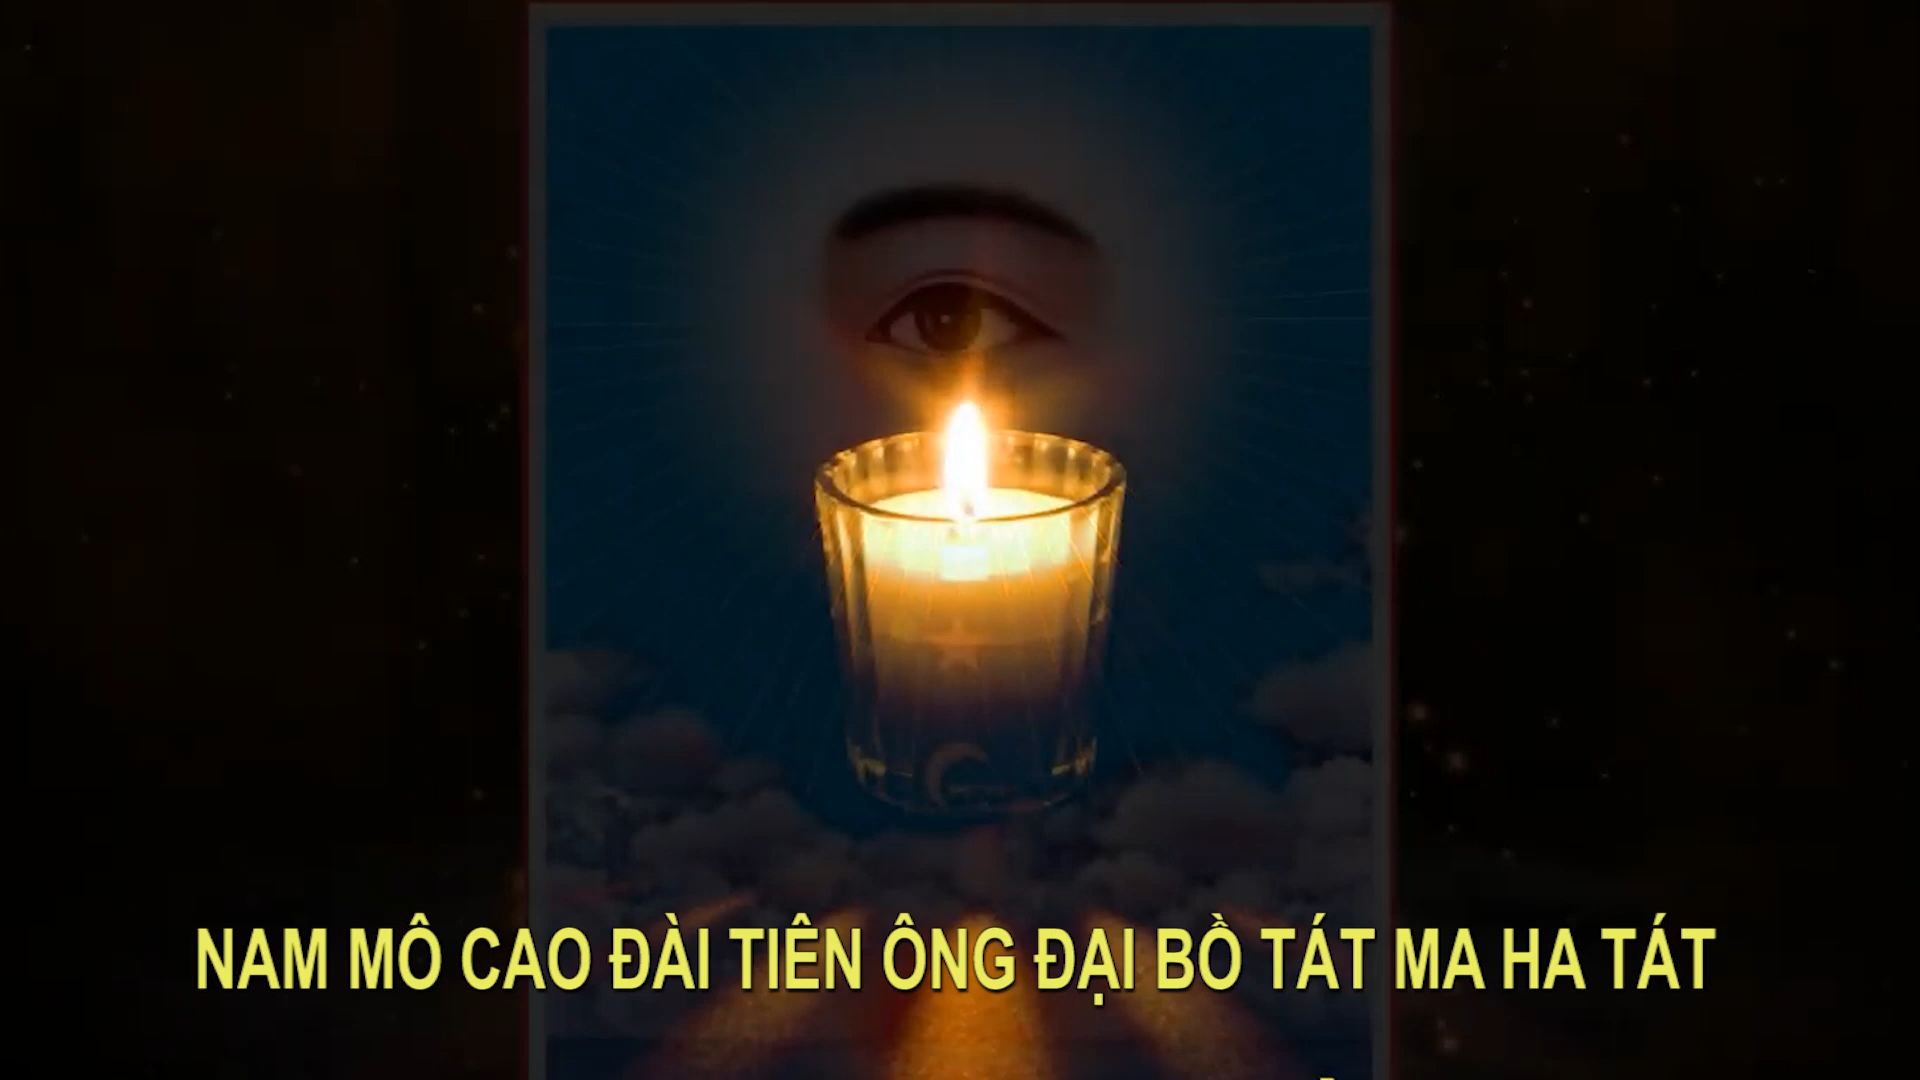 NAM MÔ CAO ĐÀI TIÊN ÔNG ĐẠI BỒ TÁT MA HA TÁT